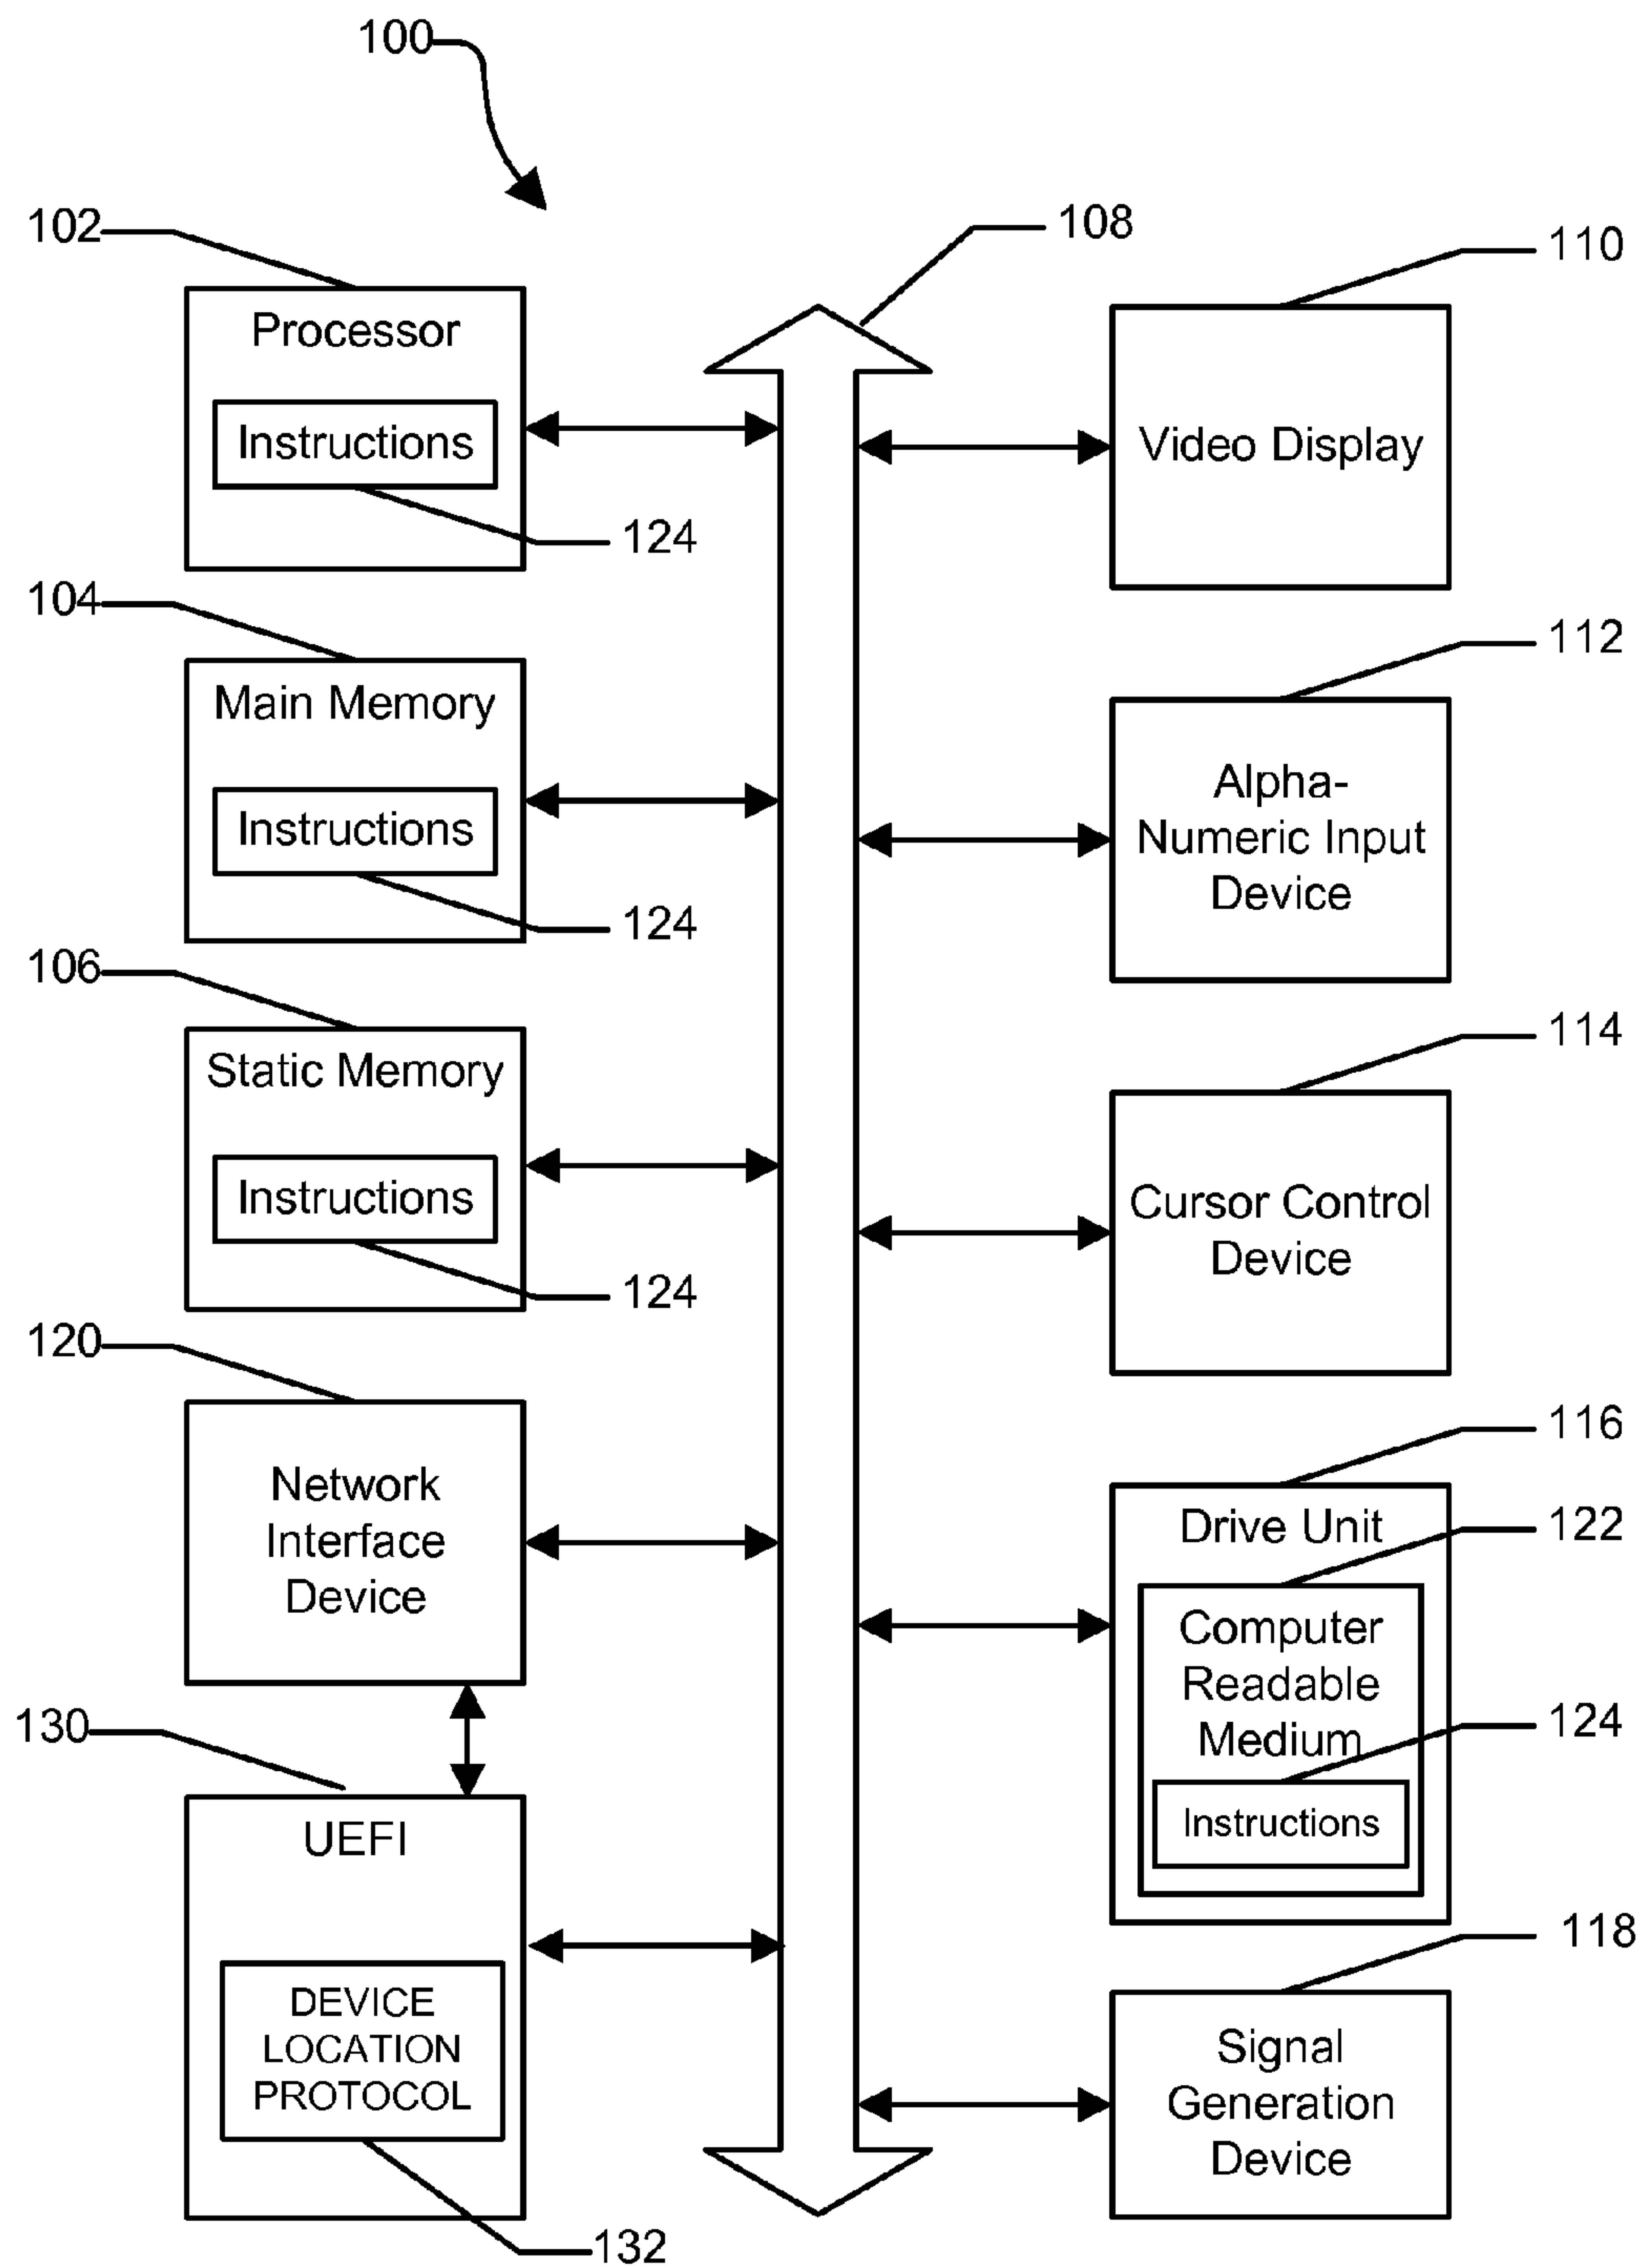 100
102
108
110
Processor
Instructions
124
Video Display
104
112
Main Memory
Instructions
124
Alpha-
Numeric Input
Device
106
114
Static Memory
Instructions
124
Cursor Control
Device
120
116
Network
Interface
Device
Drive Unit
122
Computer
Readable
Medium
124
Instructions
130
UEFI
118
DEVICE
LOCATION
PROTOCOL
132
Signal
Generation
Device